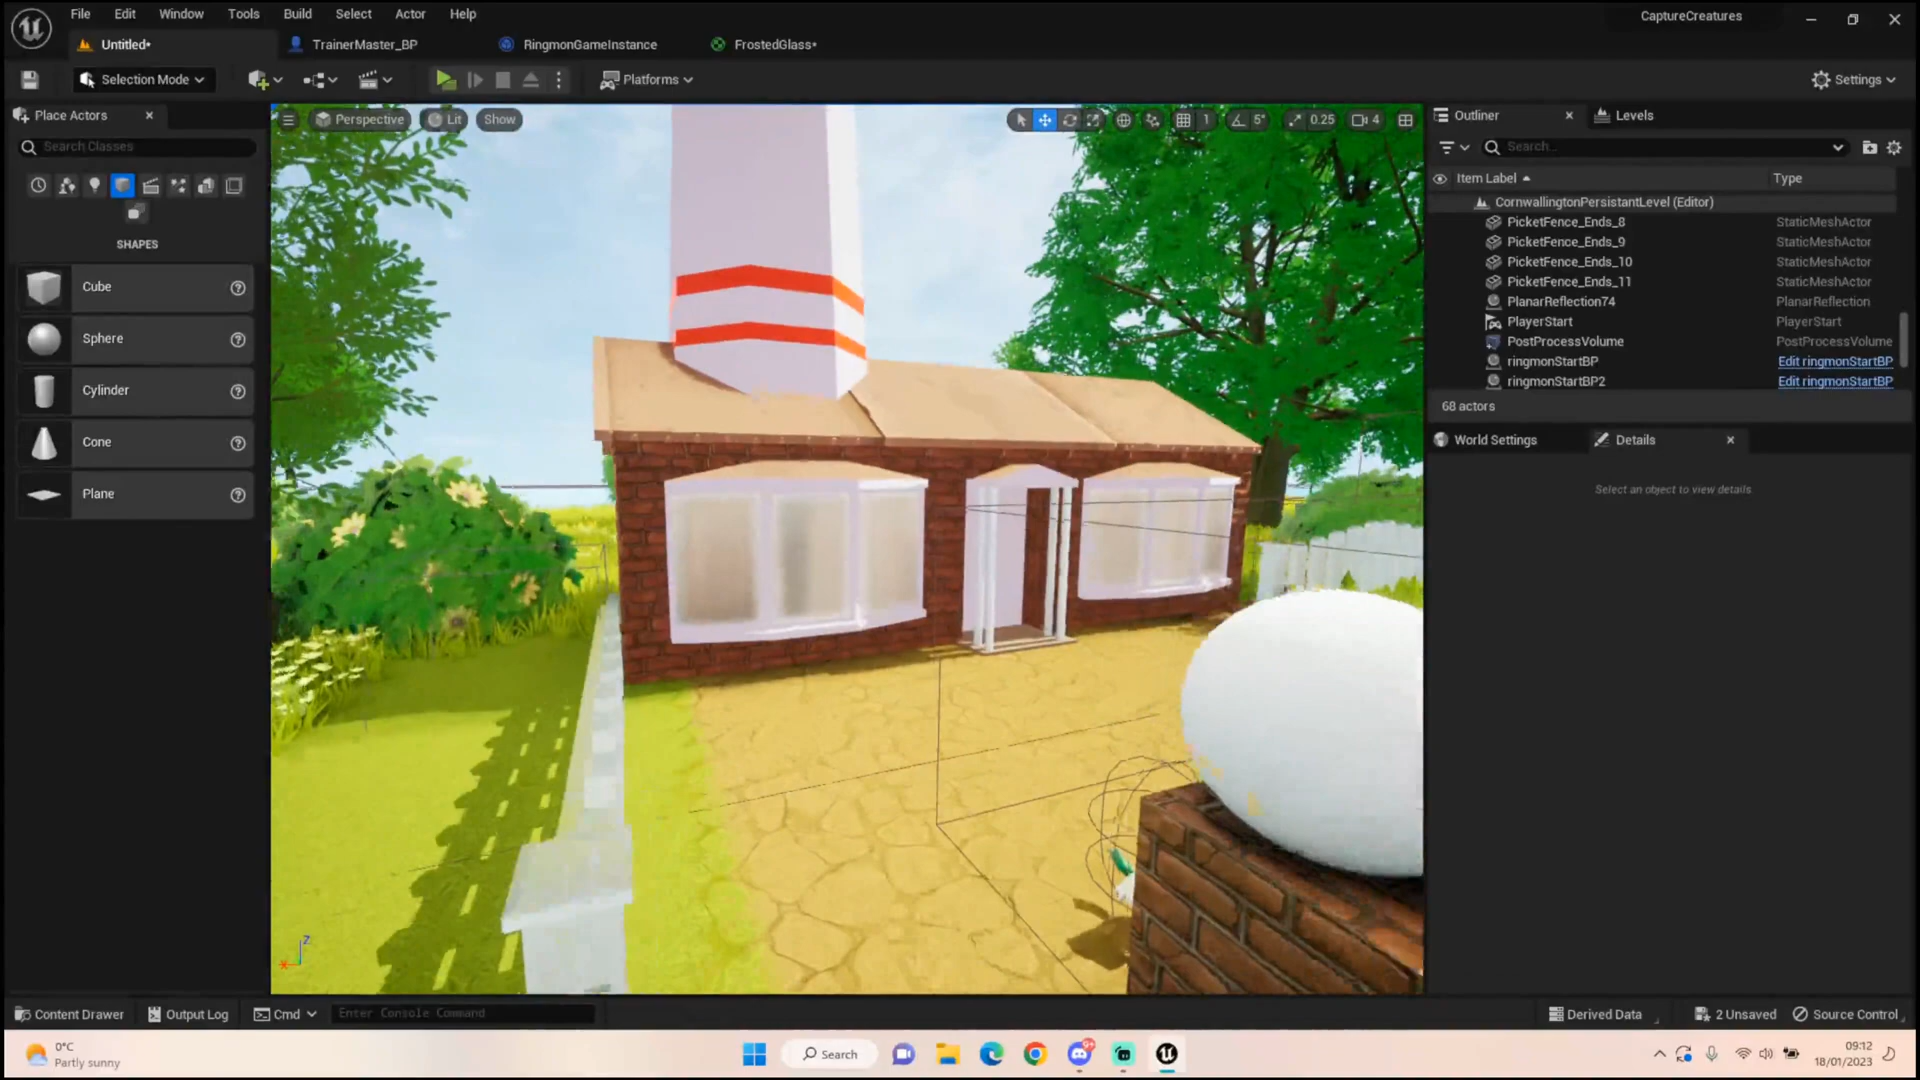 File Edit Window Tools Build Select Actor Help
CaptureCreatures
Untitled* TrainerMaster_BP RingmonGameInstance FrostedGlass*
Selection Mode Platforms Settings
Place Actors
Search Classes
SHAPES
Cube
Sphere
Cylinder
Cone
Plane
Perspective Lit Show 1 5° 0.25 4
Outliner Levels
Search...
Item Label Type
CornwallingtonPersistantLevel (Editor)
PicketFence_Ends_8 StaticMeshActor
PicketFence_Ends_9 StaticMeshActor
PicketFence_Ends_10 StaticMeshActor
PicketFence_Ends_11 StaticMeshActor
PlanarReflection74 PlanarReflection
PlayerStart PlayerStart
PostProcessVolume PostProcessVolume
ringmonStartBP Edit ringmonStartBP
ringmonStartBP2 Edit ringmonStartBP
68 actors
World Settings Details
Select an object to view details
Z
X
Content Drawer Output Log Cmd Enter Console Command Derived Data 2 Unsaved Source Control
0°C
Partly sunny
Search
09:12
18/01/2023